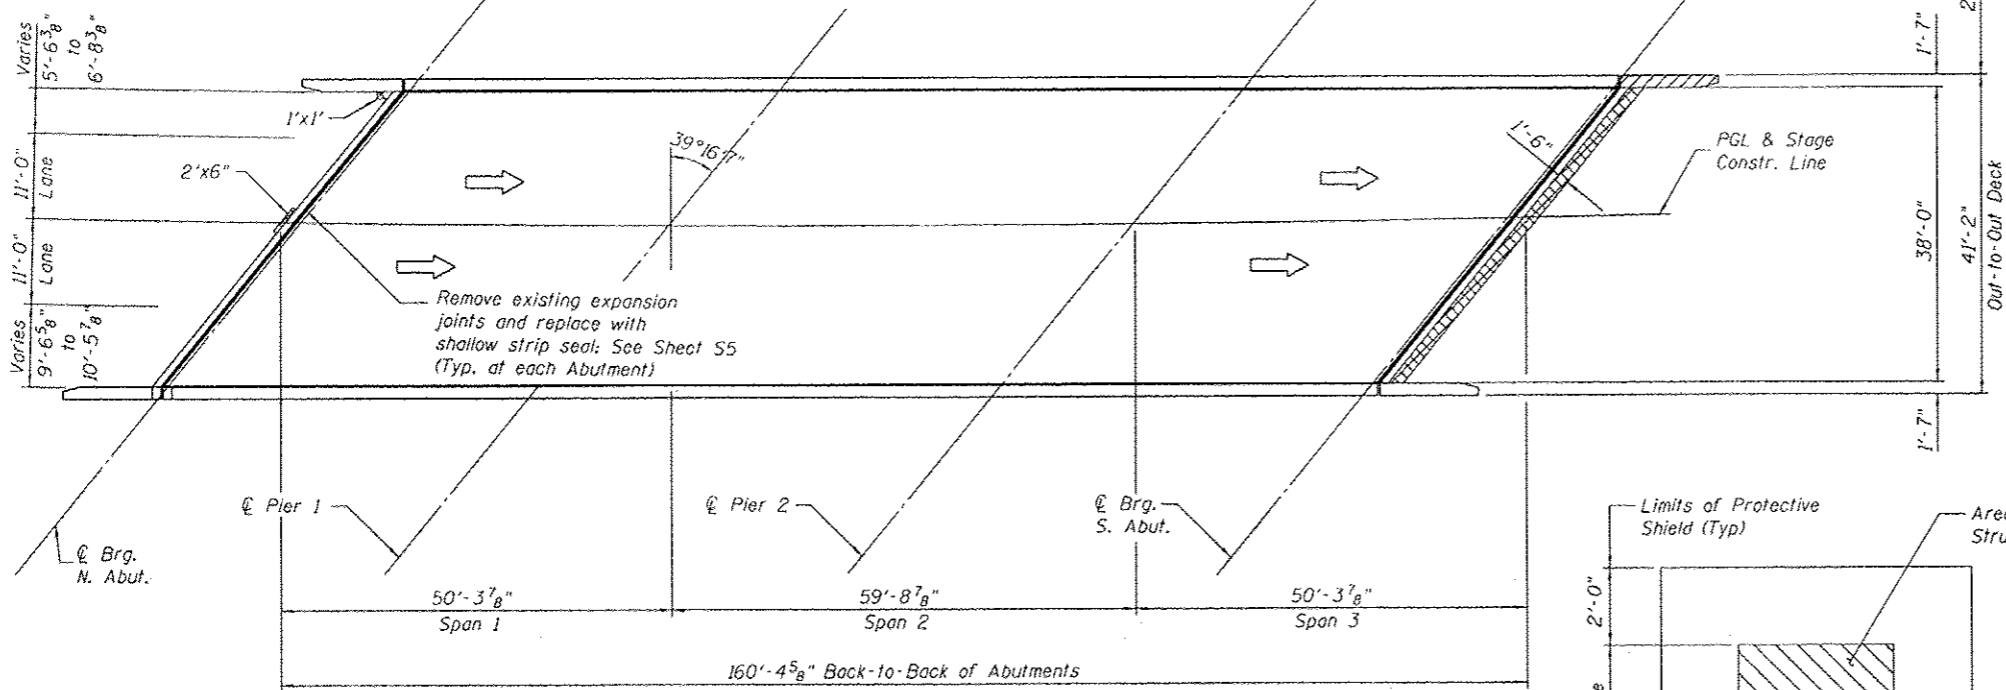 Varies
5'-6 3/8"
to
6'-8 3/8"
11'-0"
Lane
11'-0"
Lane
Varies
9'-6 5/8"
to
10'-5 7/8"
1'x1'
2'x6"
39°16'7"
1'-6"
PGL & Stage
Constr. Line
1'-7"
38'-0"
41'-2"
Out-to-Out Deck
1'-7"
Remove existing expansion
joints and replace with
shallow strip seal: See Sheet S5
(Typ. at each Abutment)
℄ Brg.
N. Abut.
℄ Pier 1
℄ Pier 2
℄ Brg.
S. Abut.
50'-3 7/8"
Span 1
59'-8 7/8"
Span 2
50'-3 7/8"
Span 3
160'-4 5/8" Back-to-Back of Abutments
Limits of Protective
Shield (Typ)
2'-0"